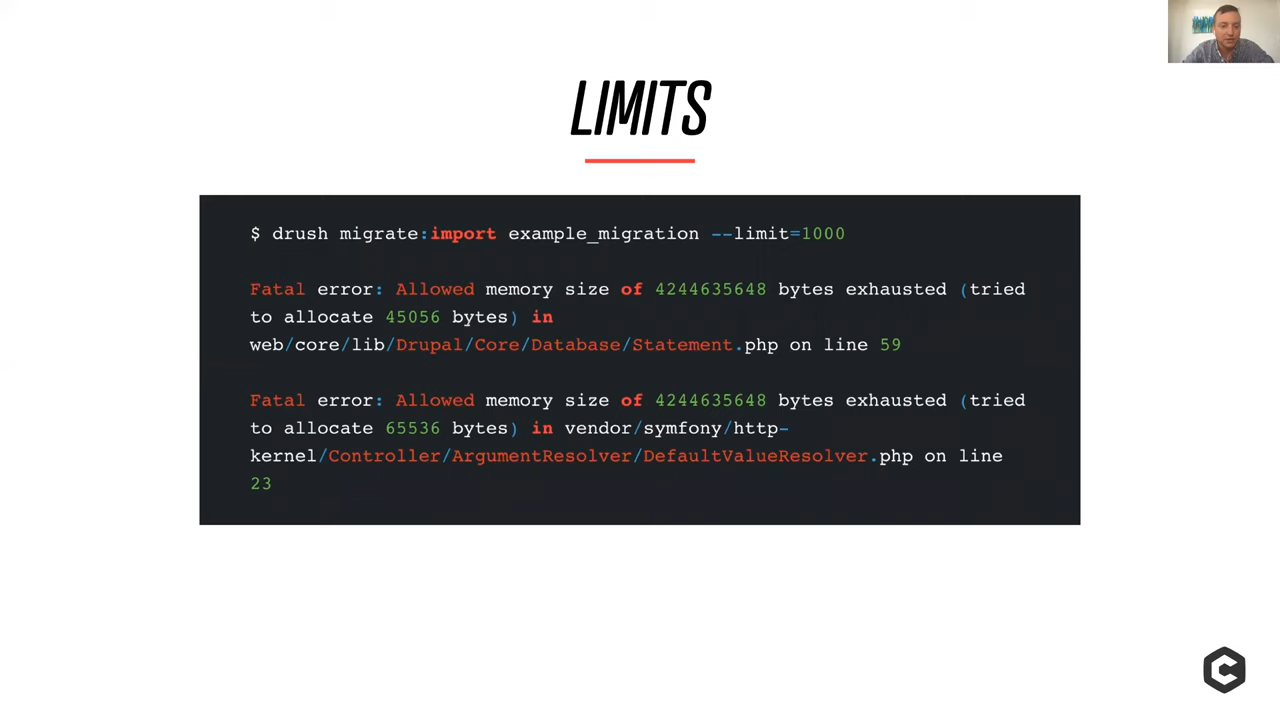 LIMITS
$ drush migrate:import example_migration --limit=1000
Fatal error: Allowed memory size of 4244635648 bytes exhausted (tried
to allocate 45056 bytes) in
web/core/lib/Drupal/Core/Database/Statement.php on line 59
Fatal error: Allowed memory size of 4244635648 bytes exhausted (tried
to allocate 65536 bytes) in vendor/symfony/http-
kernel/Controller/ArgumentResolver/DefaultValueResolver.php on line
23